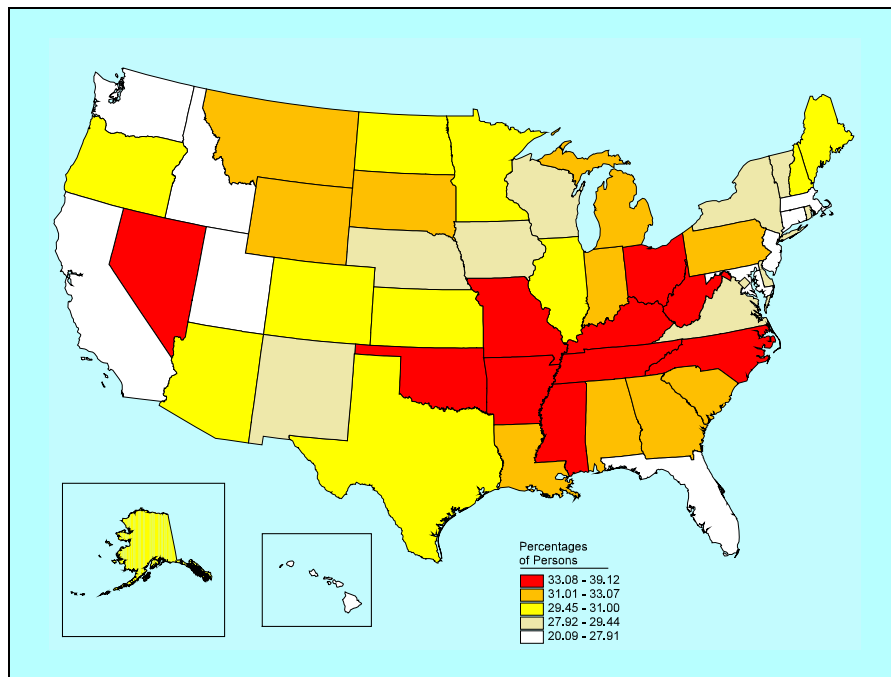 Percentages
of Persons
33.08 - 39.12
31.01 - 33.07
29.45 - 31.00
27.92 - 29.44
20.09 - 27.91